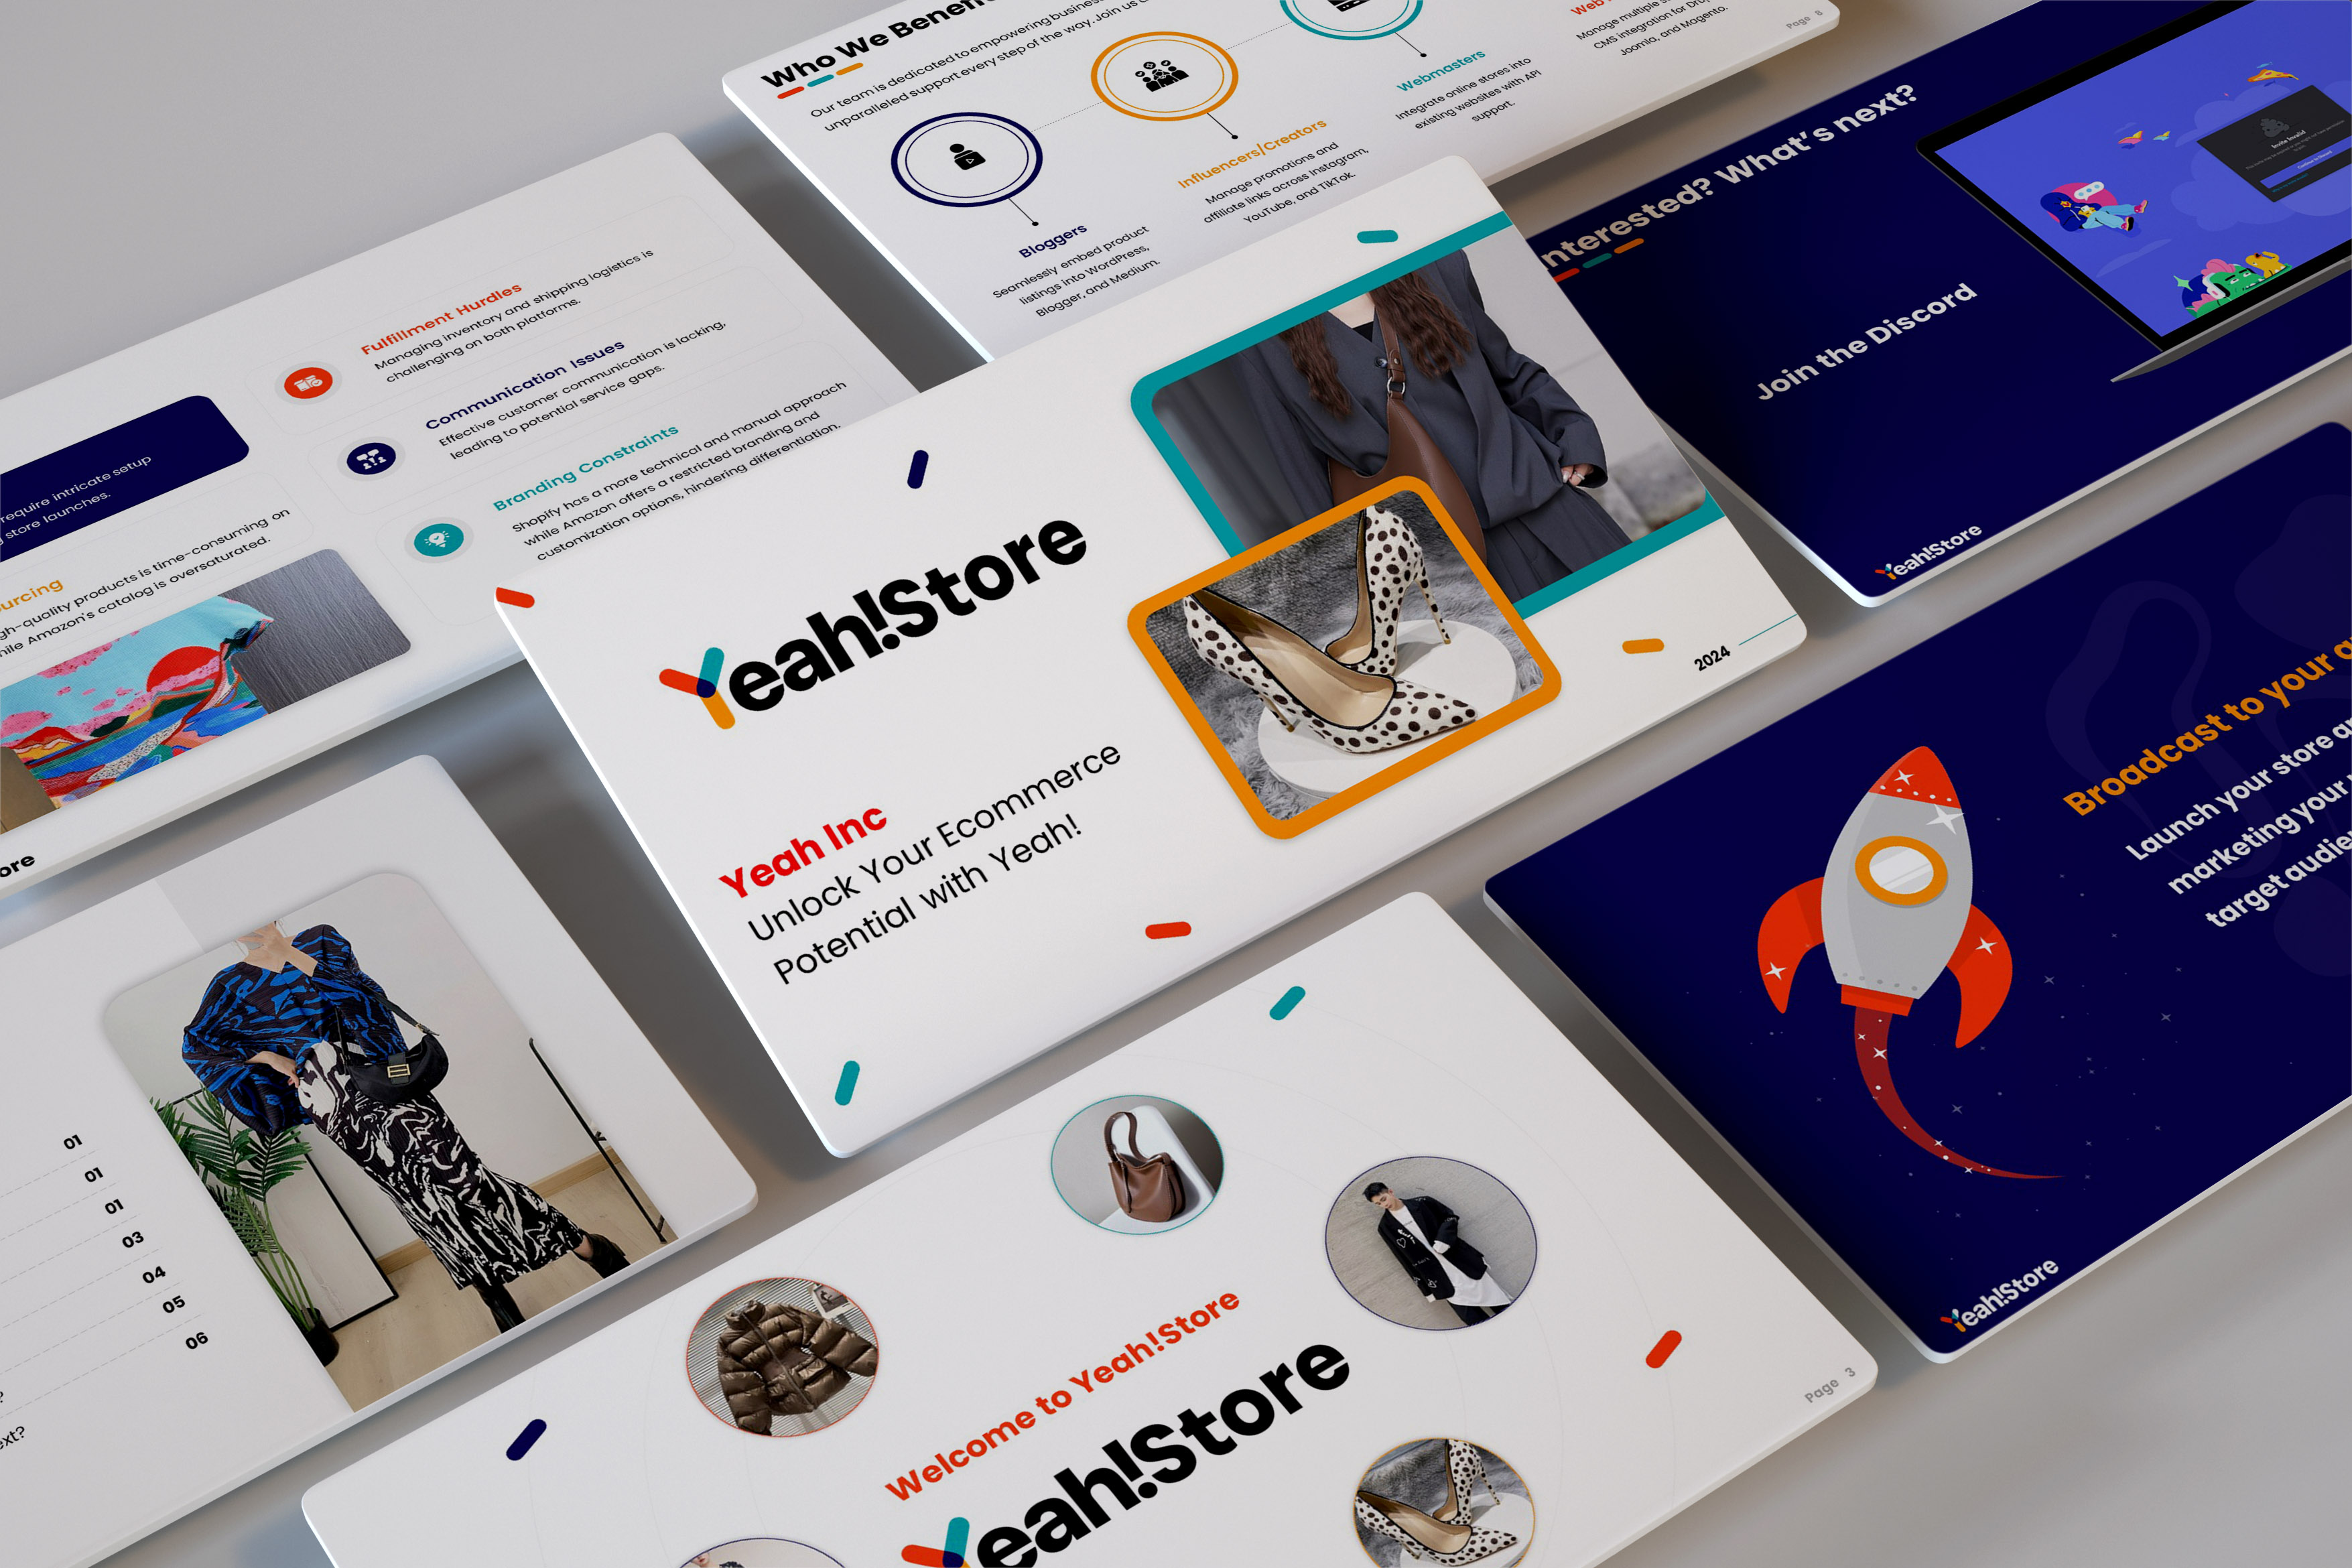 Who We Benefi
Our team is dedicated to empowering business
unparalleled support every step of the way. Join us
Bloggers
Seamlessly embed product
listings into WordPress,
Blogger, and Medium.
Influencers/Creators
Manage promotions and
affiliate links across Instagram,
YouTube, and TikTok.
Webmasters
Integrate online stores into
existing websites with API
support.
Web
Manage multiple
CMS integration for
Joomla, and Magento.
Page 8
nterested? What's next?
Join the Discord
Invite Invalid
Yeah!Store
require intricate setup
store launches.
urcing
gh-quality products is time-consuming on
hile Amazon's catalog is oversaturated.
Fulfillment Hurdles
Managing inventory and shipping logistics is
challenging on both platforms.
Communication Issues
Effective customer communication is lacking,
leading to potential service gaps.
Branding Constraints
Shopify has a more technical and manual approach
while Amazon offers a restricted branding and
customization options, hindering differentiation.
ore
Yeah!Store
Yeah Inc
Unlock Your Ecommerce
Potential with Yeah!
2024
Broadcast to your
Launch your store
marketing your
target audie
Yeah!Store
01
01
01
03
04
05
06
?
ext?
Welcome to Yeah!Store
Yeah!Store
Page 3